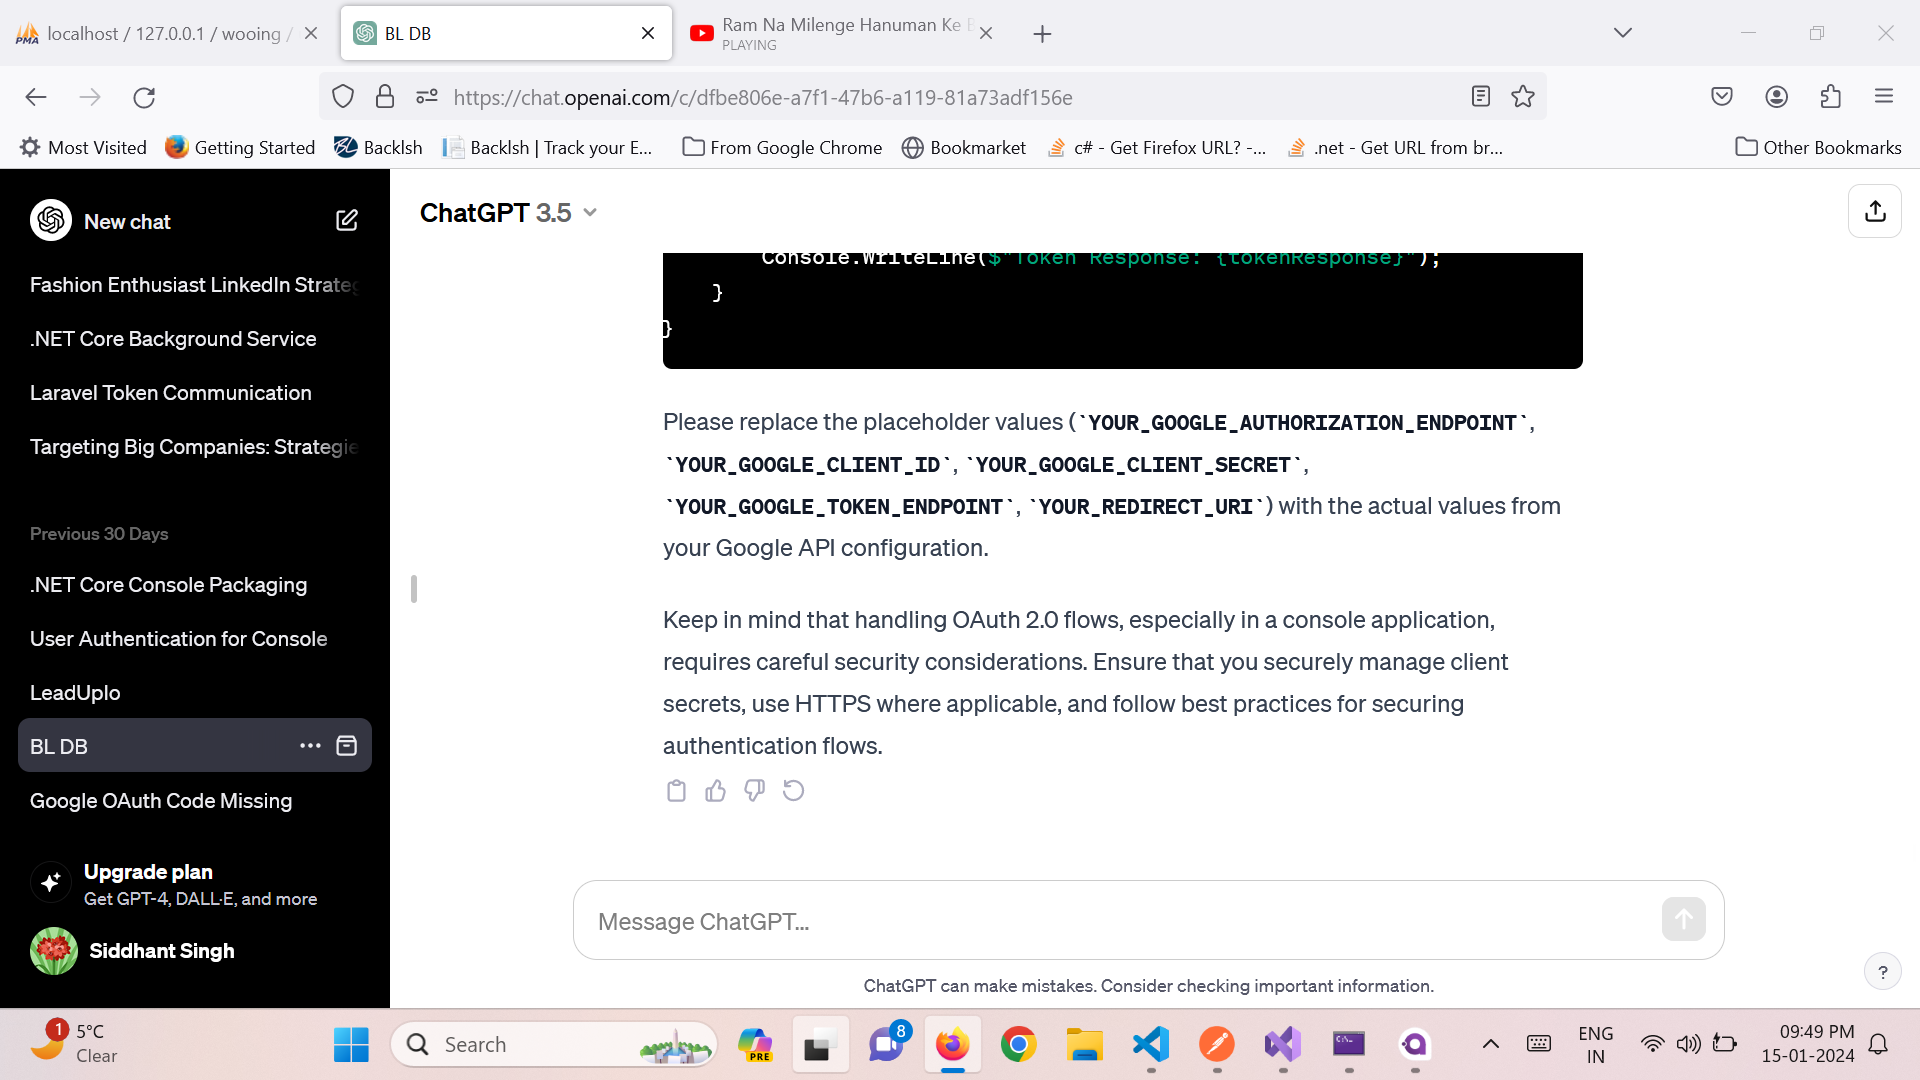 localhost / 127.0.0.1 / wooing /
BL DB
Ram Na Milenge Hanuman Ke B
PLAYING
https://chat.openai.com/c/dfbe806e-a7f1-47b6-a119-81a73adf156e
Most Visited
Getting Started
Backlsh
Backlsh | Track your E...
From Google Chrome
Bookmarket
c# - Get Firefox URL? -...
.net - Get URL from br...
Other Bookmarks
New chat
Fashion Enthusiast LinkedIn Strateg
.NET Core Background Service
Laravel Token Communication
Targeting Big Companies: Strategie
Previous 30 Days
.NET Core Console Packaging
User Authentication for Console
LeadUplo
BL DB
Google OAuth Code Missing
Upgrade plan
Get GPT-4, DALL·E, and more
Siddhant Singh
ChatGPT 3.5
Console.WriteLine($"Token Response: {tokenResponse}");
}
}
Please replace the placeholder values (`YOUR_GOOGLE_AUTHORIZATION_ENDPOINT`,
`YOUR_GOOGLE_CLIENT_ID`, `YOUR_GOOGLE_CLIENT_SECRET`,
`YOUR_GOOGLE_TOKEN_ENDPOINT`, `YOUR_REDIRECT_URI`) with the actual values from
your Google API configuration.
Keep in mind that handling OAuth 2.0 flows, especially in a console application,
requires careful security considerations. Ensure that you securely manage client
secrets, use HTTPS where applicable, and follow best practices for securing
authentication flows.
Message ChatGPT...
ChatGPT can make mistakes. Consider checking important information.
?
1
5°C
Clear
Search
PRE
8
ENG
IN
09:49 PM
15-01-2024